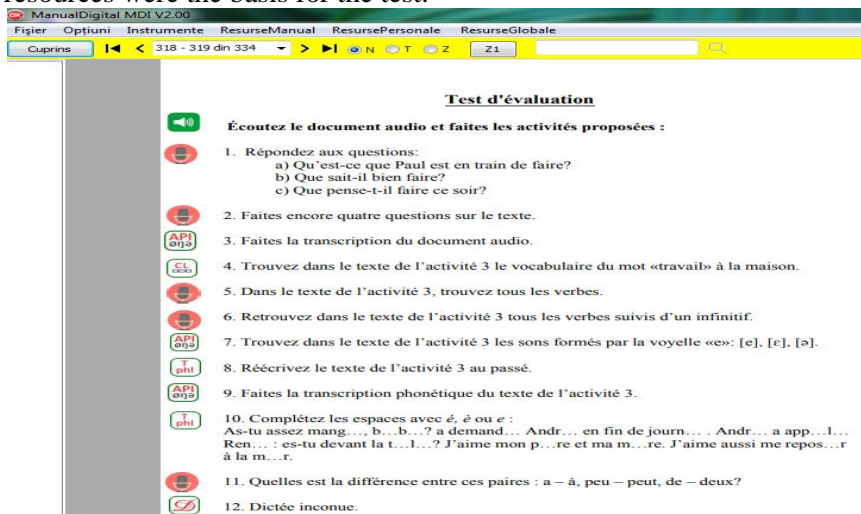 resources were the basis for the test.
ManualDigital MDI V2.00
Fișier Opțiuni Instrumente ResurseManual ResursePersonale ResurseGlobale
Cuprins 318 - 319 din 334 N T Z Z1
Test d'évaluation
Écoutez le document audio et faites les activités proposées :
1. Répondez aux questions:
a) Qu'est-ce que Paul est en train de faire?
b) Que sait-il bien faire?
c) Que pense-t-il faire ce soir?
2. Faites encore quatre questions sur le texte.
API
ənə
3. Faites la transcription du document audio.
CL
4. Trouvez dans le texte de l'activité 3 le vocabulaire du mot «travail» à la maison.
5. Dans le texte de l'activité 3, trouvez tous les verbes.
6. Retrouvez dans le texte de l'activité 3 tous les verbes suivis d'un infinitif.
API
7. Trouvez dans le texte de l'activité 3 les sons formés par la voyelle «e»: [e], [ɛ], [ə].
T
phI
8. Réécrivez le texte de l'activité 3 au passé.
API
9. Faites la transcription phonétique du texte de l'activité 3.
T
phI
10. Complétez les espaces avec é, è ou e :
As-tu assez mang…, b…b…? a demand… Andr… en fin de journ… . Andr… a app…l…
Ren… : es-tu devant la t…l…? J'aime mon p…re et ma m…re. J'aime aussi me repos…r
à la m…r.
11. Quelles est la différence entre ces paires : a – à, peu – peut, de – deux?
12. Dictée inconue.